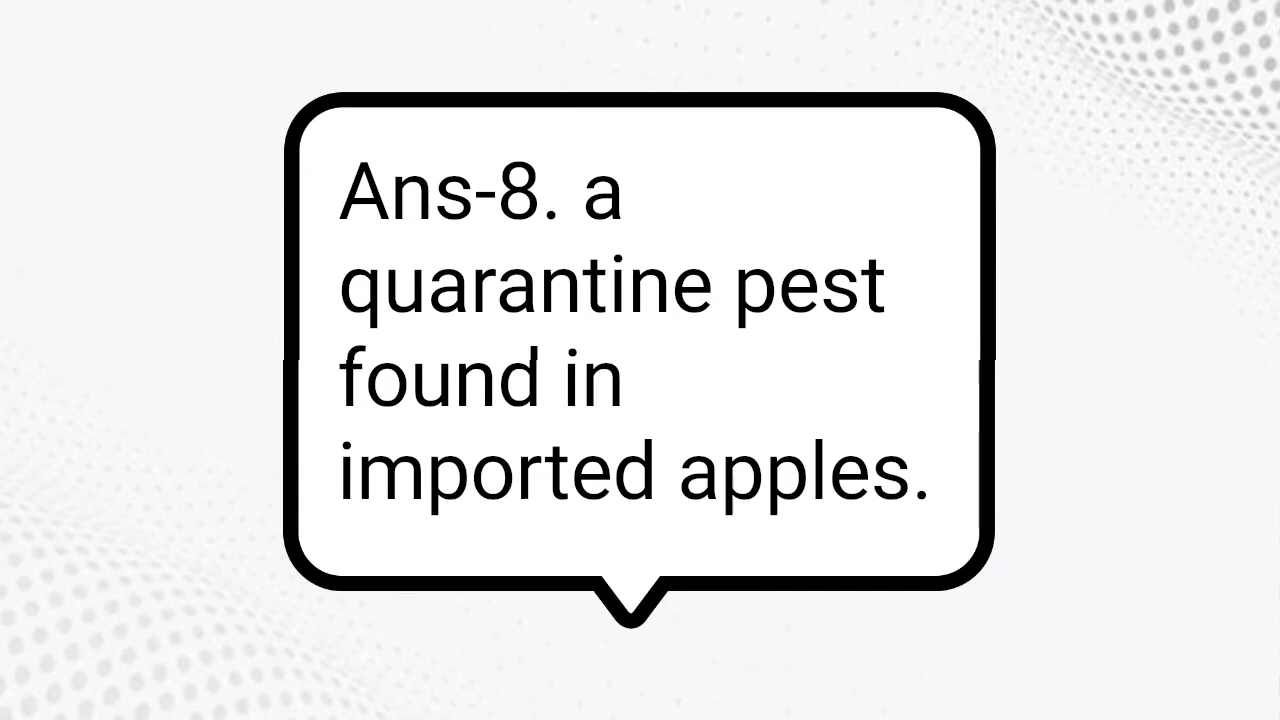 Ans-8. a
quarantine pest
found in
imported apples.